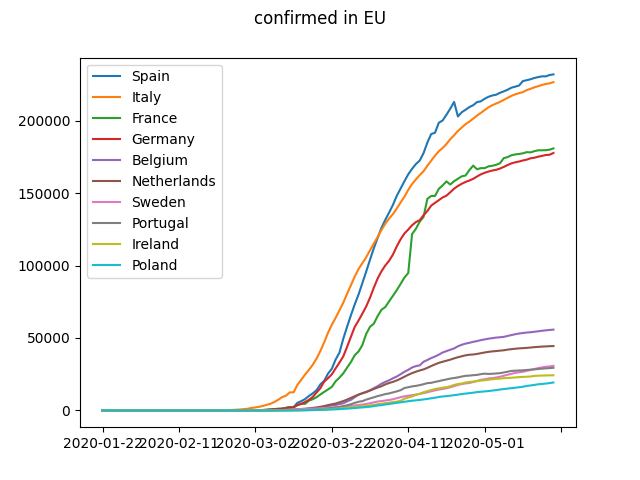 confirmed in EU
Spain
Italy
France
Germany
Belgium
Netherlands
Sweden
Portugal
Ireland
Poland
200000
150000
100000
50000
0
2020-01-22 2020-02-11 2020-03-02 2020-03-22 2020-04-11 2020-05-01